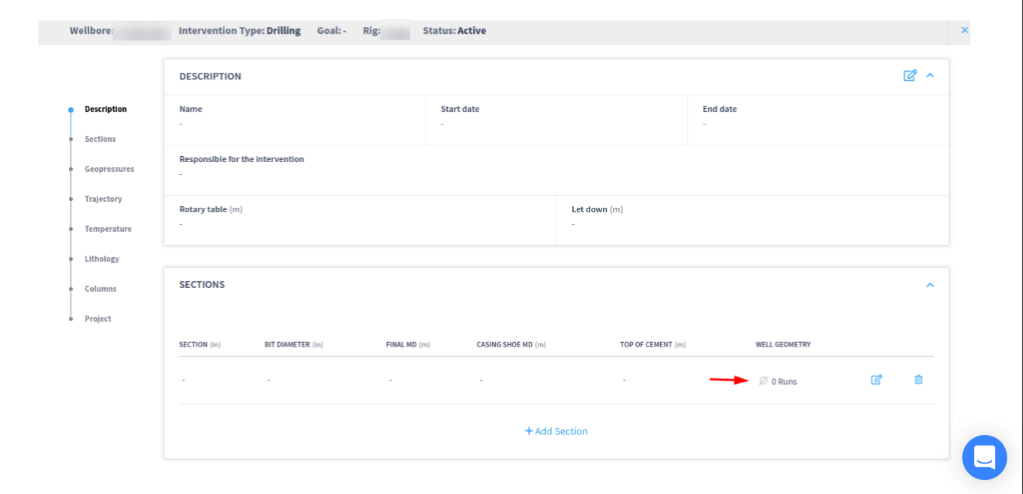 Wellbore: Intervention Type: Drilling Goal: - Rig: Status: Active
DESCRIPTION
Description
Sections
Geopressures
Trajectory
Temperature
Lithology
Columns
Project
Name Start date End date
- - -
Responsible for the intervention
-
Rotary table (m) Let down (m)
- -
SECTIONS
SECTION (in) BIT DIAMETER (in) FINAL MD (m) CASING SHOE MD (m) TOP OF CEMENT (m) WELL GEOMETRY
- - - - - 0 Runs
+ Add Section